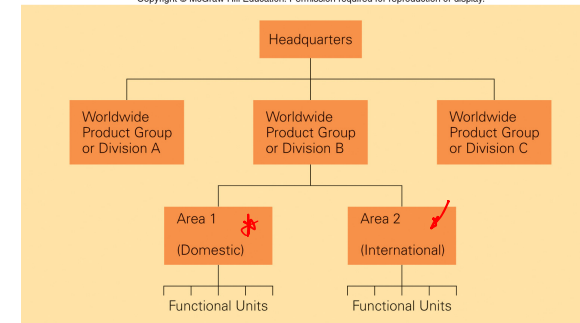 Copyright © McGraw-Hill Education. Permission required for reproduction or display.
Headquarters
Worldwide
Product Group
or Division A
Worldwide
Product Group
or Division B
Worldwide
Product Group
or Division C
Area 1
(Domestic)
Area 2
(International)
Functional Units
Functional Units